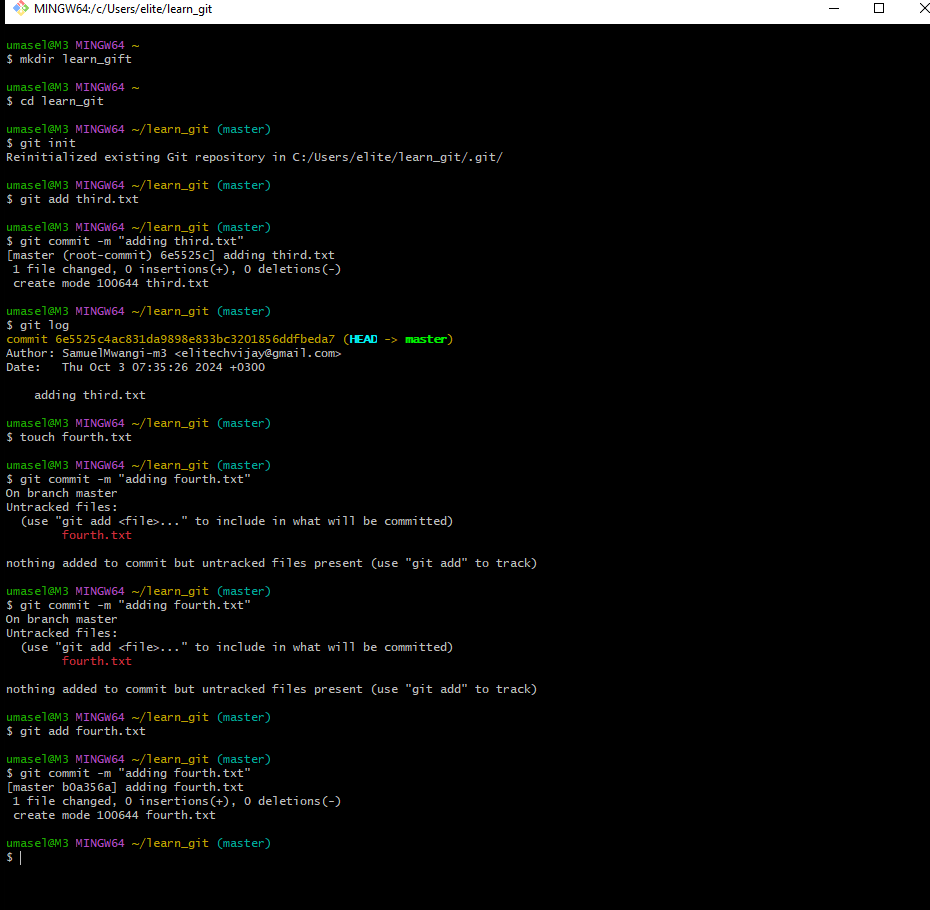 MINGW64:/c/Users/elite/learn_git
umasel@M3 MINGW64 ~
$ mkdir learn_gift
umasel@M3 MINGW64 ~
$ cd learn_git
umasel@M3 MINGW64 ~/learn_git (master)
$ git init
Reinitialized existing Git repository in C:/Users/elite/learn_git/.git/
umasel@M3 MINGW64 ~/learn_git (master)
$ git add third.txt
umasel@M3 MINGW64 ~/learn_git (master)
$ git commit -m "adding third.txt"
[master (root-commit) 6e5525c] adding third.txt
 1 file changed, 0 insertions(+), 0 deletions(-)
 create mode 100644 third.txt
umasel@M3 MINGW64 ~/learn_git (master)
$ git log
commit 6e5525c4ac831da9898e833bc3201856ddfbeda7 (HEAD -> master)
Author: SamuelMwangi-m3 <elitechvijay@gmail.com>
Date:   Thu Oct 3 07:35:26 2024 +0300
    adding third.txt
umasel@M3 MINGW64 ~/learn_git (master)
$ touch fourth.txt
umasel@M3 MINGW64 ~/learn_git (master)
$ git commit -m "adding fourth.txt"
On branch master
Untracked files:
  (use "git add <file>..." to include in what will be committed)
        fourth.txt
nothing added to commit but untracked files present (use "git add" to track)
umasel@M3 MINGW64 ~/learn_git (master)
$ git commit -m "adding fourth.txt"
On branch master
Untracked files:
  (use "git add <file>..." to include in what will be committed)
        fourth.txt
nothing added to commit but untracked files present (use "git add" to track)
umasel@M3 MINGW64 ~/learn_git (master)
$ git add fourth.txt
umasel@M3 MINGW64 ~/learn_git (master)
$ git commit -m "adding fourth.txt"
[master b0a356a] adding fourth.txt
 1 file changed, 0 insertions(+), 0 deletions(-)
 create mode 100644 fourth.txt
umasel@M3 MINGW64 ~/learn_git (master)
$